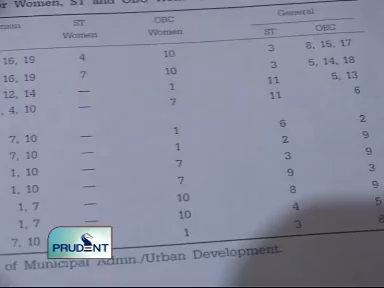 or Women, ST and OBC
General
ST Women OBC Women ST OBC
16, 19 4 10 3 8, 15, 17
16, 19 7 10 3 5, 14, 18
12, 14 — 1 11 5, 13
, 4, 10 — 7 11 6
7, 10 — 1 6 2
7, 10 — 1 2 9
1, 10 — 7 3 9
1, 10 — 7 9 3
1, 7 — 10 8 9
1, 7 — 10 4 5
7, 10 1 3
PRUDENT
of Municipal Admn./Urban Development.